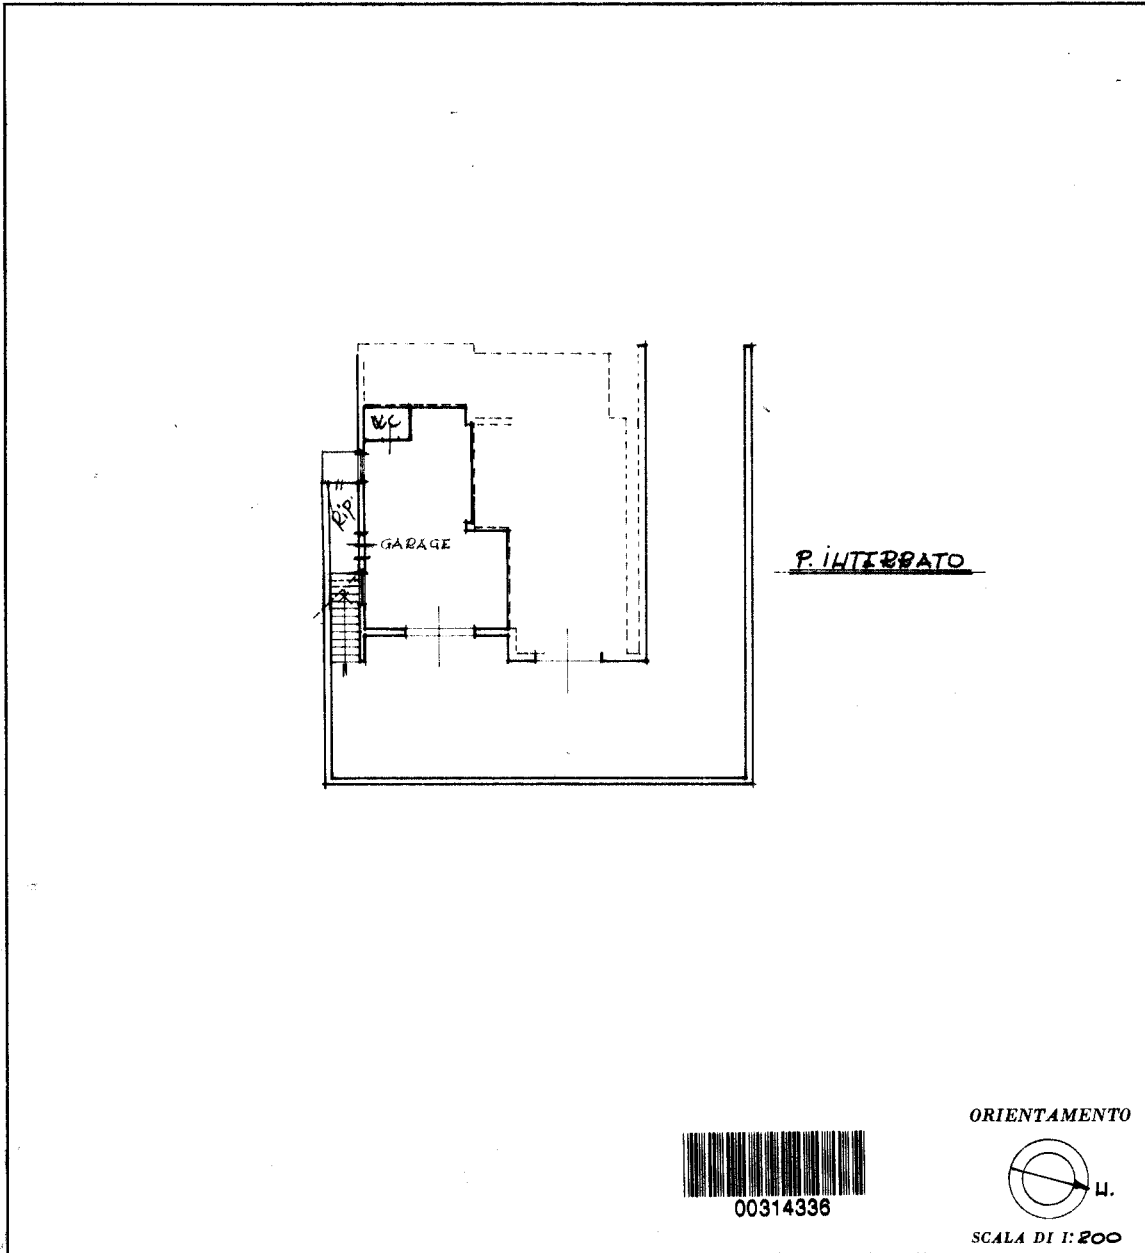 WC
Rip.
GARAGE
P. INTERRATO
00314336
ORIENTAMENTO
N.
SCALA DI 1:200